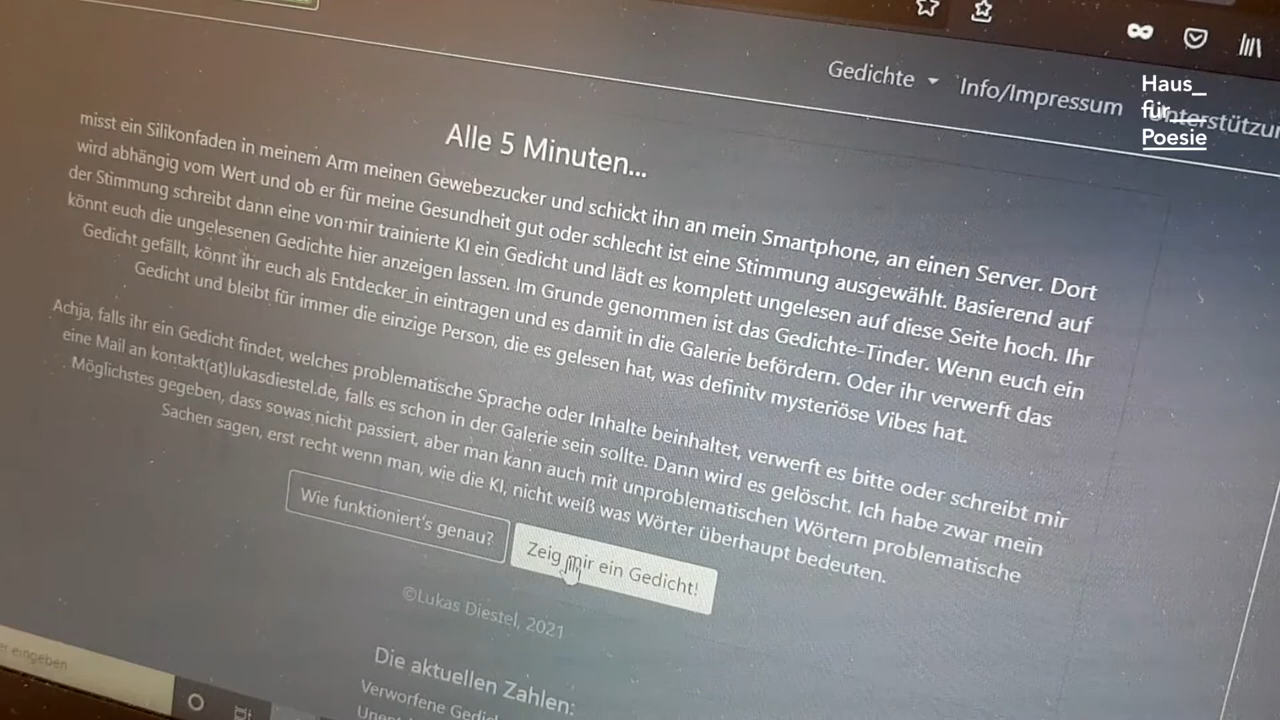 Gedichte Info/Impressum
Haus_
für__
Poesie
Alle 5 Minuten...
misst ein Silikonfaden in meinem Arm meinen Gewebezucker und schickt ihn an mein Smartphone, an einen Server. Dort
wird abhängig vom Wert und ob er für meine Gesundheit gut oder schlecht ist eine Stimmung ausgewählt. Basierend auf
der Stimmung schreibt dann eine von mir trainierte KI ein Gedicht und lädt es komplett ungelesen auf diese Seite hoch. Ihr
könnt euch die ungelesenen Gedichte hier anzeigen lassen. Im Grunde genommen ist das Gedichte-Tinder. Wenn euch ein
Gedicht gefällt, könnt ihr euch als Entdecker_in eintragen und es damit in die Galerie befördern. Oder ihr verwerft das
Gedicht und bleibt für immer die einzige Person, die es gelesen hat, was definitv mysteriöse Vibes hat.
Achja, falls ihr ein Gedicht findet, welches problematische Sprache oder Inhalte beinhaltet, verwerft es bitte oder schreibt mir
eine Mail an kontakt(at)lukasdiestel.de, falls es schon in der Galerie sein sollte. Dann wird es gelöscht. Ich habe zwar mein
Möglichstes gegeben, dass sowas nicht passiert, aber man kann auch mit unproblematischen Wörtern problematische
Sachen sagen, erst recht wenn man, wie die KI, nicht weiß was Wörter überhaupt bedeuten.
Wie funktioniert's genau?
Zeig mir ein Gedicht!
©Lukas Diestel, 2021
Die aktuellen Zahlen:
Verworfene
eingeben